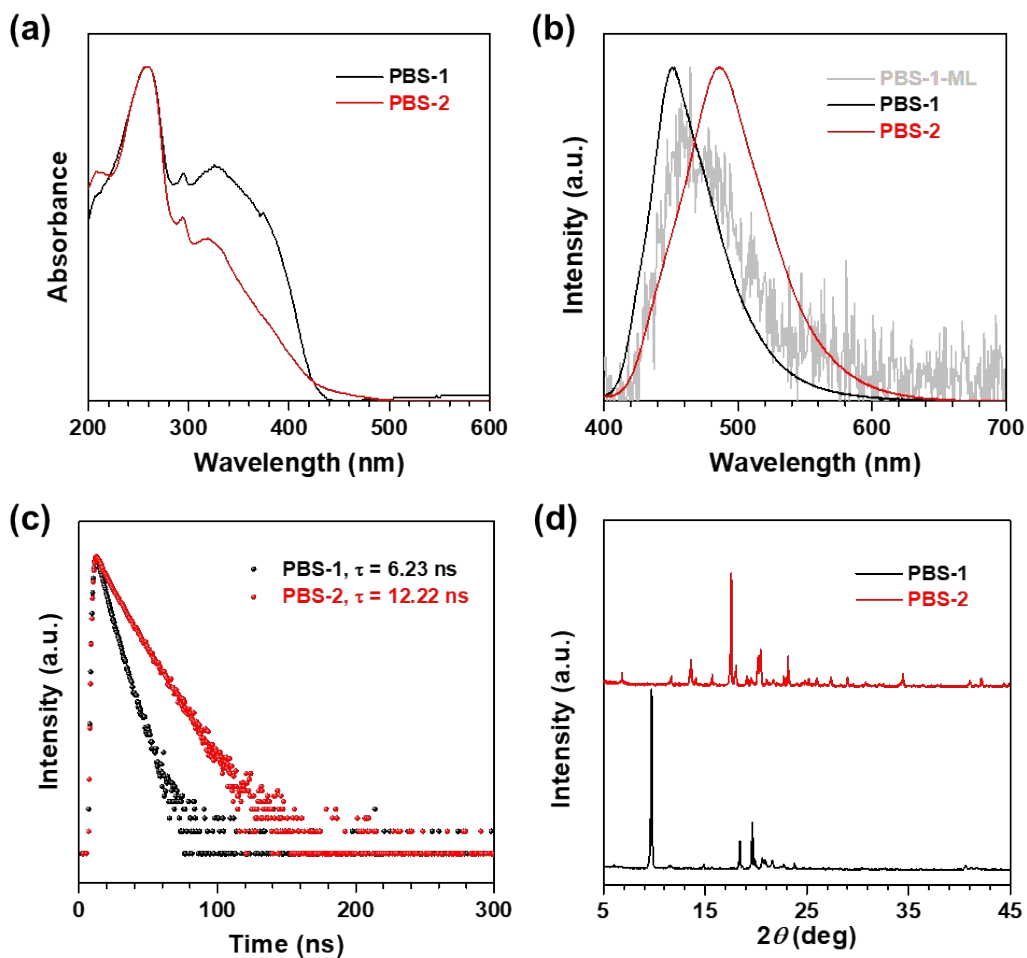 (a)
PBS-1
PBS-2
Absorbance
200 300 400 500 600
Wavelength (nm)
(b)
PBS-1-ML
PBS-1
PBS-2
Intensity (a.u.)
400 500 600 700
Wavelength (nm)
(c)
PBS-1, τ = 6.23 ns
PBS-2, τ = 12.22 ns
Intensity (a.u.)
0 100 200 300
Time (ns)
(d)
PBS-1
PBS-2
Intensity (a.u.)
5 15 25 35 45
2θ (deg)